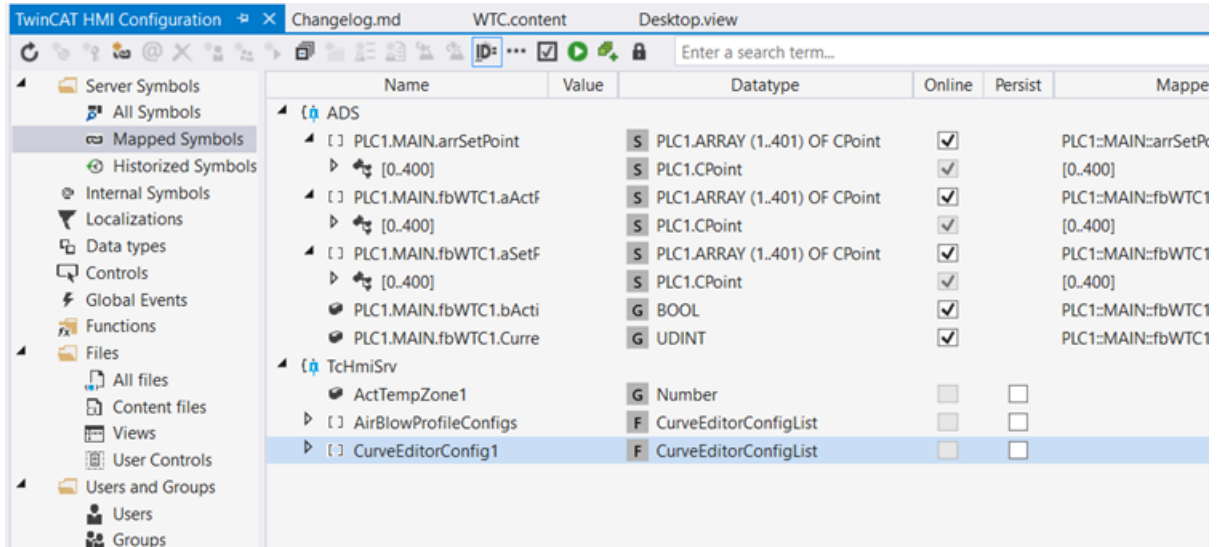 TwinCAT HMI Configuration Changelog.md WTC.content Desktop.view
ID= Enter a search term...
Server Symbols
All Symbols
Mapped Symbols
Historized Symbols
Internal Symbols
Localizations
Data types
Controls
Global Events
Functions
Files
All files
Content files
Views
User Controls
Users and Groups
Users
Groups
Name Value Datatype Online Persist Mappe
ADS
PLC1.MAIN.arrSetPoint S PLC1.ARRAY (1..401) OF CPoint PLC1::MAIN::arrSetPo
[0..400] S PLC1.CPoint [0..400]
PLC1.MAIN.fbWTC1.aActP S PLC1.ARRAY (1..401) OF CPoint PLC1::MAIN::fbWTC1
[0..400] S PLC1.CPoint [0..400]
PLC1.MAIN.fbWTC1.aSetP S PLC1.ARRAY (1..401) OF CPoint PLC1::MAIN::fbWTC1
[0..400] S PLC1.CPoint [0..400]
PLC1.MAIN.fbWTC1.bActi G BOOL PLC1::MAIN::fbWTC1
PLC1.MAIN.fbWTC1.Curre G UDINT PLC1::MAIN::fbWTC1
TcHmiSrv
ActTempZone1 G Number
AirBlowProfileConfigs F CurveEditorConfigList
CurveEditorConfig1 F CurveEditorConfigList